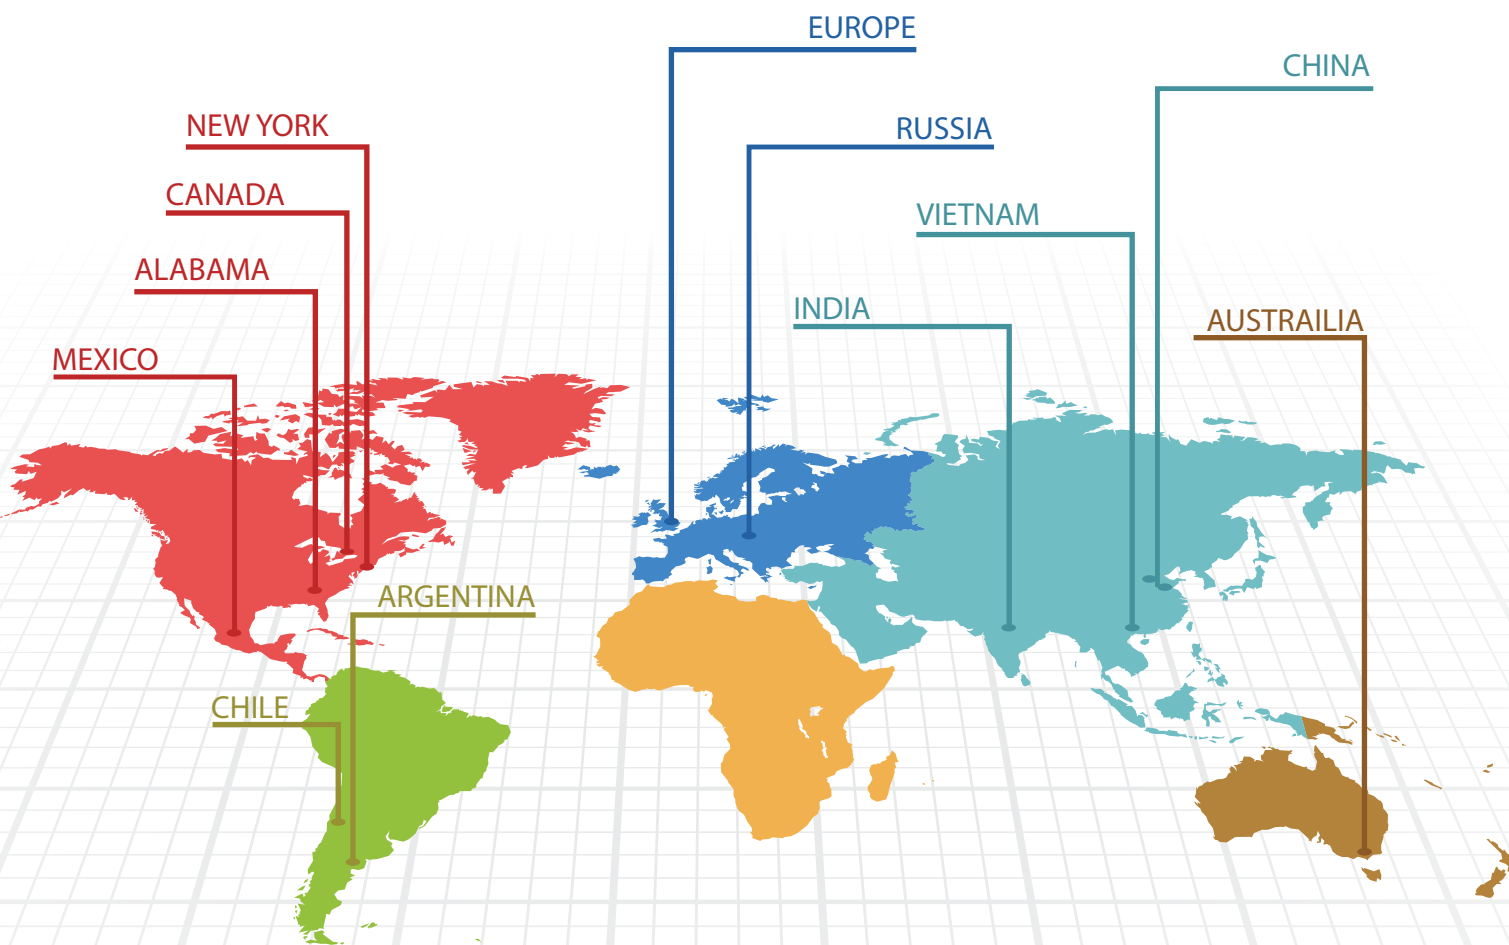 EUROPE
CHINA
NEW YORK
RUSSIA
CANADA
VIETNAM
ALABAMA
INDIA
AUSTRAILIA
MEXICO
ARGENTINA
CHILE